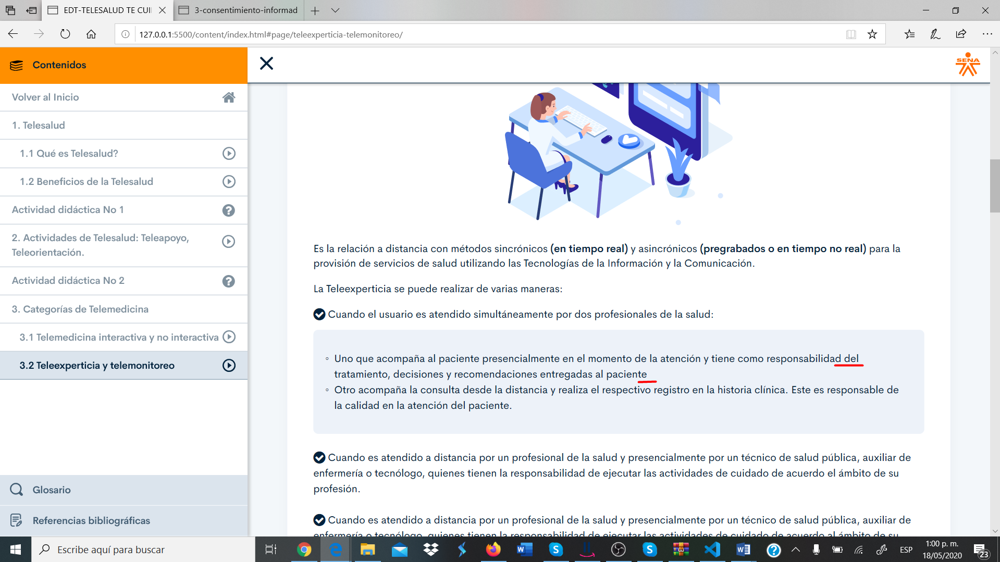 EDT-TELESALUD TE CUI
3-consentimiento-informad
127.0.0.1:5500/content/index.html#page/teleexperticia-telemonitoreo/
Contenidos
SENA
Volver al Inicio
1. Telesalud
1.1 Qué es Telesalud?
1.2 Beneficios de la Telesalud
Actividad didáctica No 1
2. Actividades de Telesalud: Teleapoyo,
Teleorientación.
Actividad didáctica No 2
3. Categorías de Telemedicina
3.1 Telemedicina interactiva y no interactiva
3.2 Teleexperticia y telemonitoreo
Glosario
Referencias bibliográficas
Es la relación a distancia con métodos sincrónicos (en tiempo real) y asincrónicos (pregrabados o en tiempo no real) para la
provisión de servicios de salud utilizando las Tecnologías de la Información y la Comunicación.
La Teleexperticia se puede realizar de varias maneras:
Cuando el usuario es atendido simultáneamente por dos profesionales de la salud:
◦ Uno que acompaña al paciente presencialmente en el momento de la atención y tiene como responsabilidad del
tratamiento, decisiones y recomendaciones entregadas al paciente
◦ Otro acompaña la consulta desde la distancia y realiza el respectivo registro en la historia clínica. Este es responsable de
la calidad en la atención del paciente.
Cuando es atendido a distancia por un profesional de la salud y presencialmente por un técnico de salud pública, auxiliar de
enfermería o tecnólogo, quienes tienen la responsabilidad de ejecutar las actividades de cuidado de acuerdo el ámbito de su
profesión.
Cuando es atendido a distancia por un profesional de la salud y presencialmente por un técnico de salud pública, auxiliar de
enfermería o tecnólogo, quienes tienen la responsabilidad de ejecutar las actividades de cuidado de acuerdo al ámbito de su
Escribe aquí para buscar
ESP
1:00 p. m.
18/05/2020
23